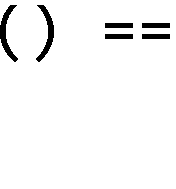 () ==